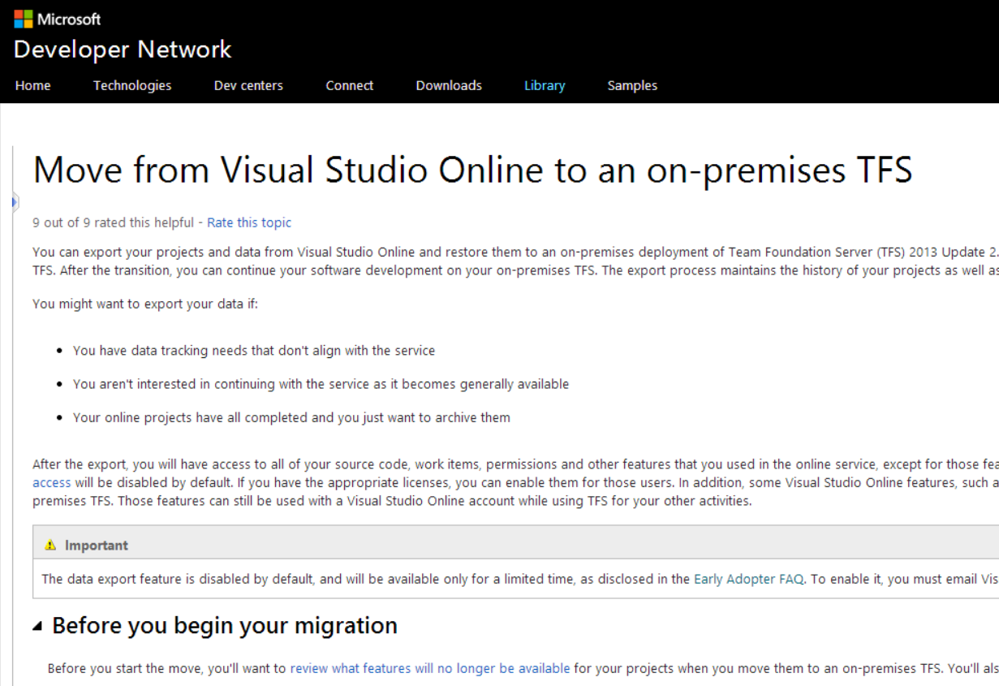 Microsoft
Developer Network
Home Technologies Dev centers Connect Downloads Library Samples
Move from Visual Studio Online to an on-premises TFS
9 out of 9 rated this helpful - Rate this topic
You can export your projects and data from Visual Studio Online and restore them to an on-premises deployment of Team Foundation Server (TFS) 2013 Update 2.
TFS. After the transition, you can continue your software development on your on-premises TFS. The export process maintains the history of your projects as well as
You might want to export your data if:
• You have data tracking needs that don't align with the service
• You aren't interested in continuing with the service as it becomes generally available
• Your online projects have all completed and you just want to archive them
After the export, you will have access to all of your source code, work items, permissions and other features that you used in the online service, except for those fea
access will be disabled by default. If you have the appropriate licenses, you can enable them for those users. In addition, some Visual Studio Online features, such a
premises TFS. Those features can still be used with a Visual Studio Online account while using TFS for your other activities.
Important
The data export feature is disabled by default, and will be available only for a limited time, as disclosed in the Early Adopter FAQ. To enable it, you must email Vis
Before you begin your migration
Before you start the move, you'll want to review what features will no longer be available for your projects when you move them to an on-premises TFS. You'll als